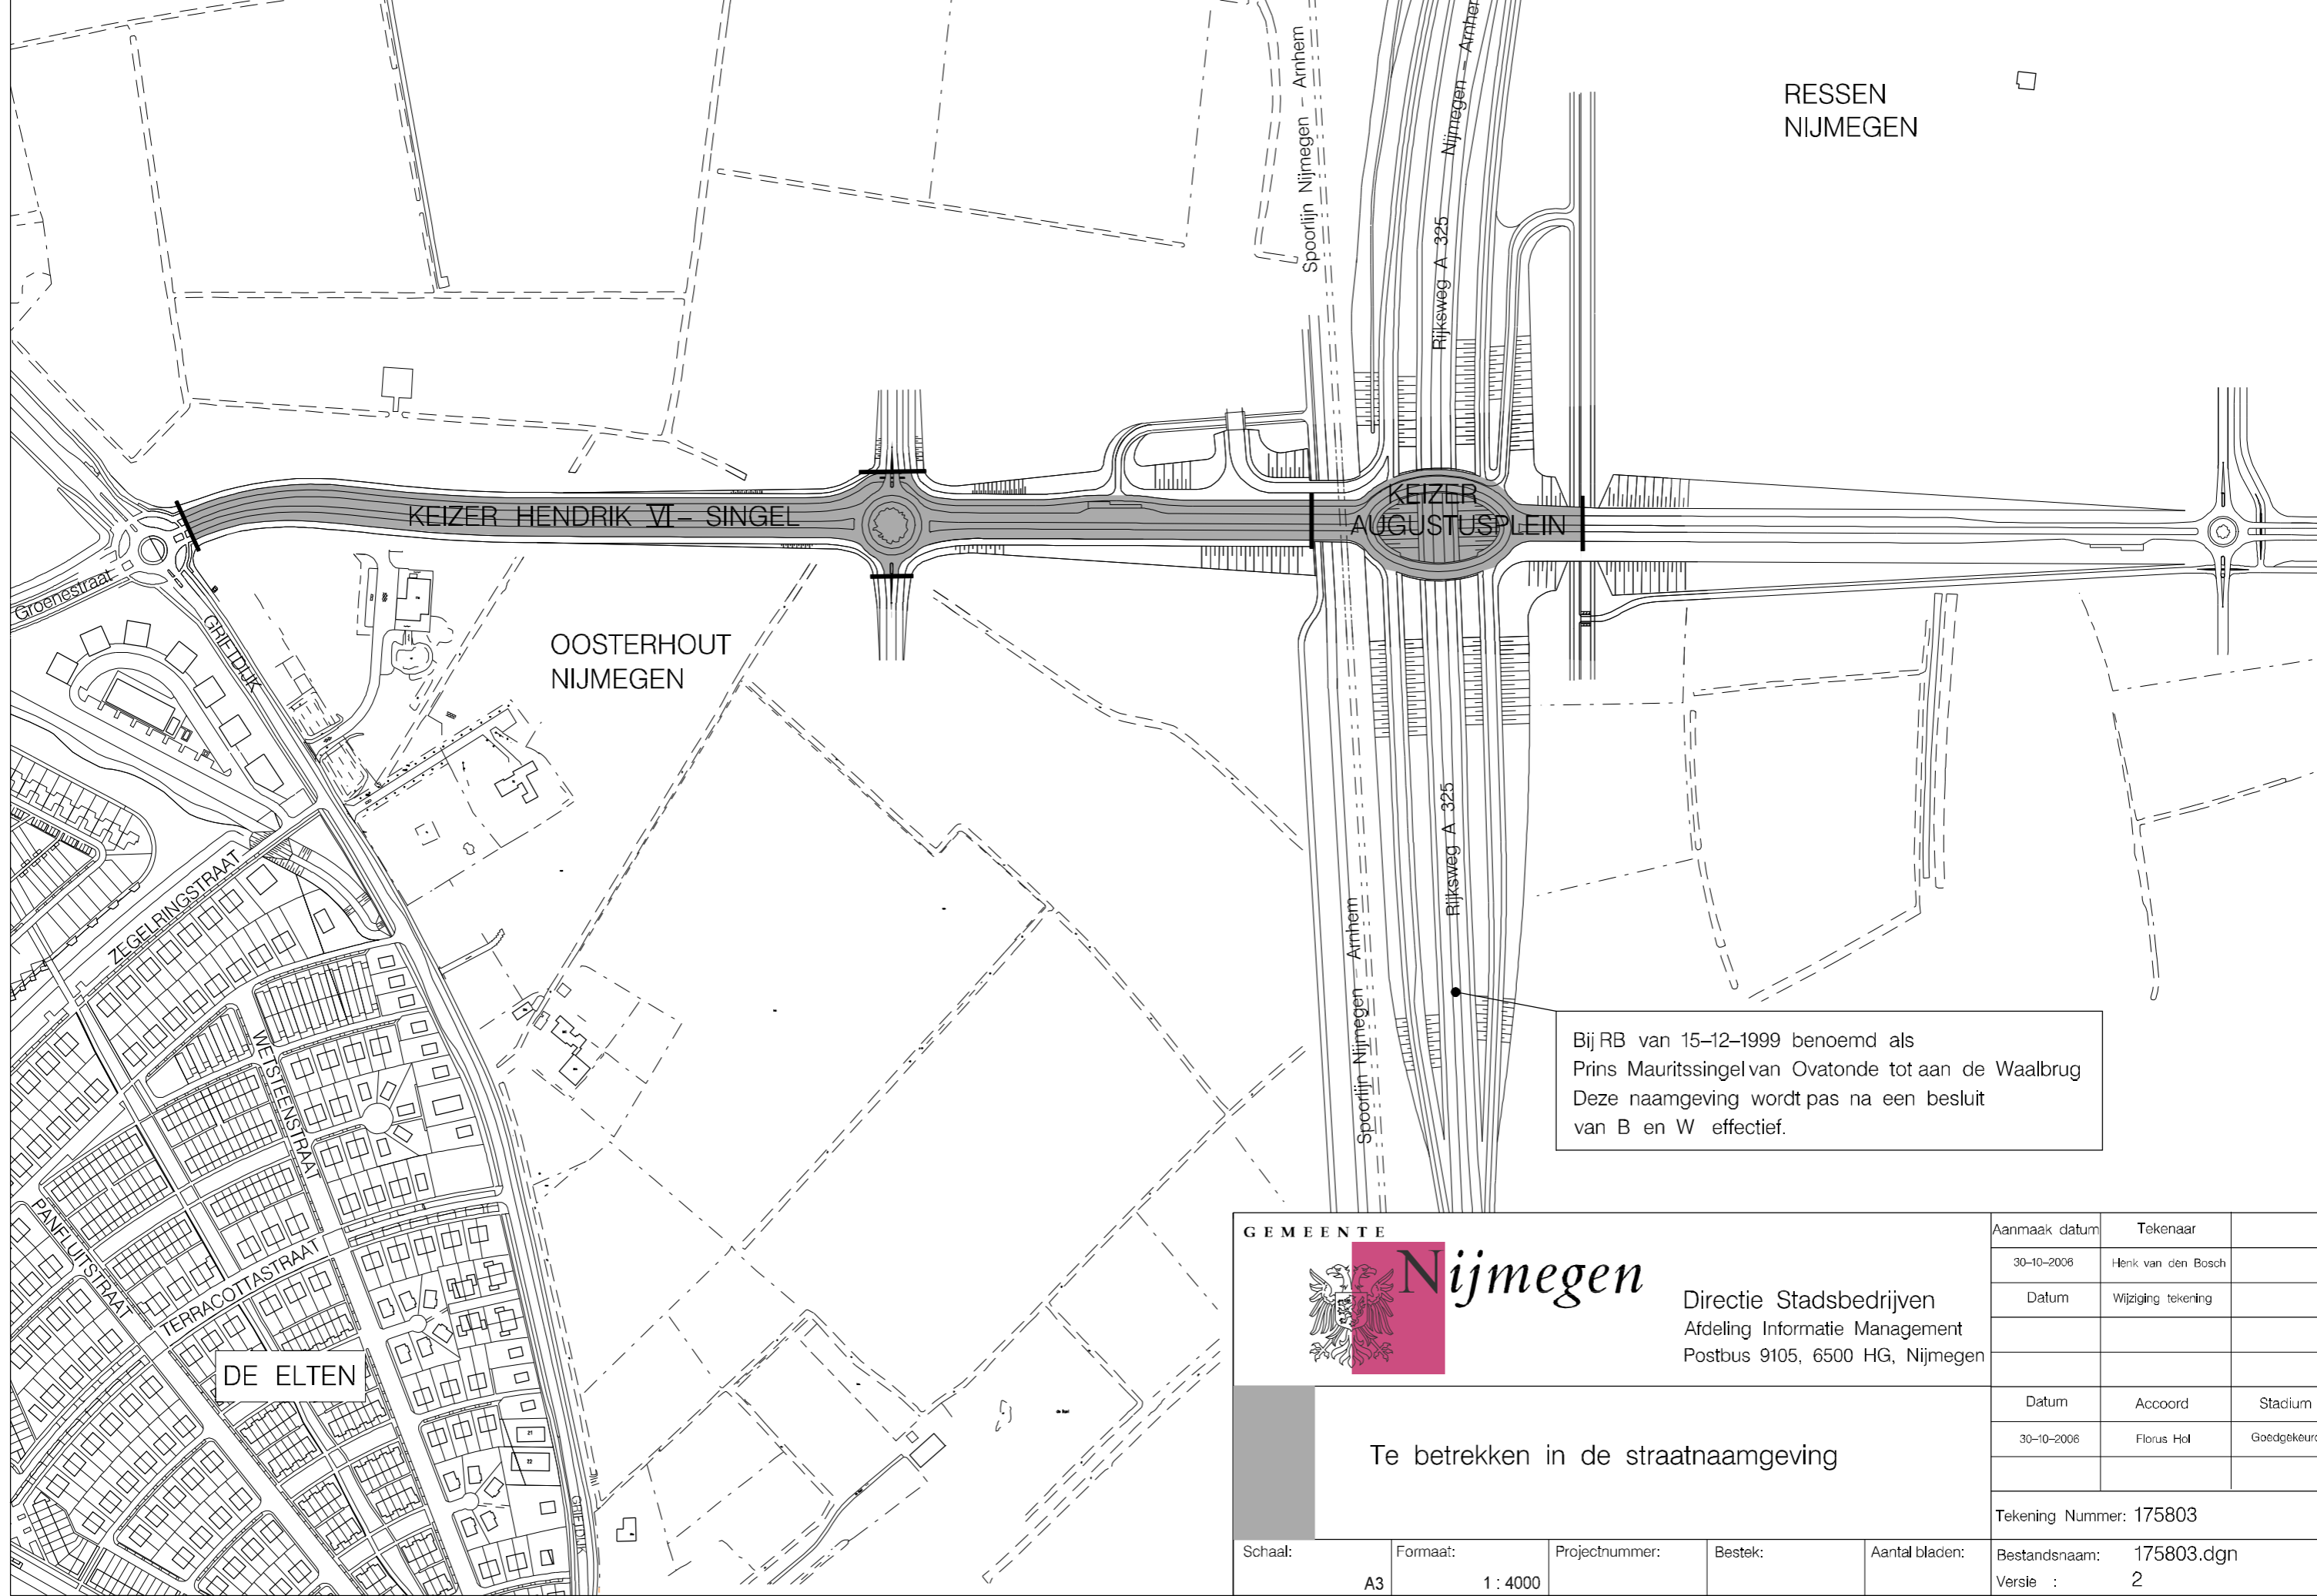 RESSEN
NIJMEGEN
Spoorlijn Nijmegen - Arnhem
Nijmegen - Arnhem
Rijksweg A 325
KEIZER HENDRIK VI- SINGEL
KEIZER
AUGUSTUSPLEIN
Groenestraat
GRIFTDIJK
OOSTERHOUT
NIJMEGEN
ZEGELRINGSTRAAT
WETSTEENSTRAAT
PANFLUITSTRAAT
TERRACOTTASTRAAT
DE ELTEN
21
22
GRIFTDIJK
Rijksweg A 325
Spoorlijn Nijmegen - Arnhem
Bij RB van 15-12-1999 benoemd als
Prins Mauritssingel van Ovatonde tot aan de Waalbrug
Deze naamgeving wordt pas na een besluit
van B en W effectief.
GEMEENTE
Nijmegen
Directie Stadsbedrijven
Afdeling Informatie Management
Postbus 9105, 6500 HG, Nijmegen
Aanmaak datum Tekenaar
30-10-2006 Henk van den Bosch
Datum Wijziging tekening
Datum Accoord Stadium
30-10-2006 Florus Hol Goedgekeurd
Te betrekken in de straatnaamgeving
Tekening Nummer: 175803
Schaal: Formaat: Projectnummer: Bestek: Aantal bladen:
A3 1 : 4000
Bestandsnaam: 175803.dgn
Versie : 2